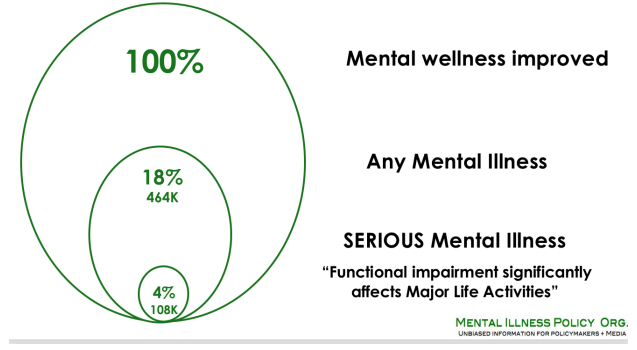 100%
Mental wellness improved
18%
464K
Any Mental Illness
SERIOUS Mental Illness
4%
108K
“Functional impairment significantly
affects Major Life Activities”
MENTAL ILLNESS POLICY ORG.
UNBIASED INFORMATION FOR POLICYMAKERS + MEDIA